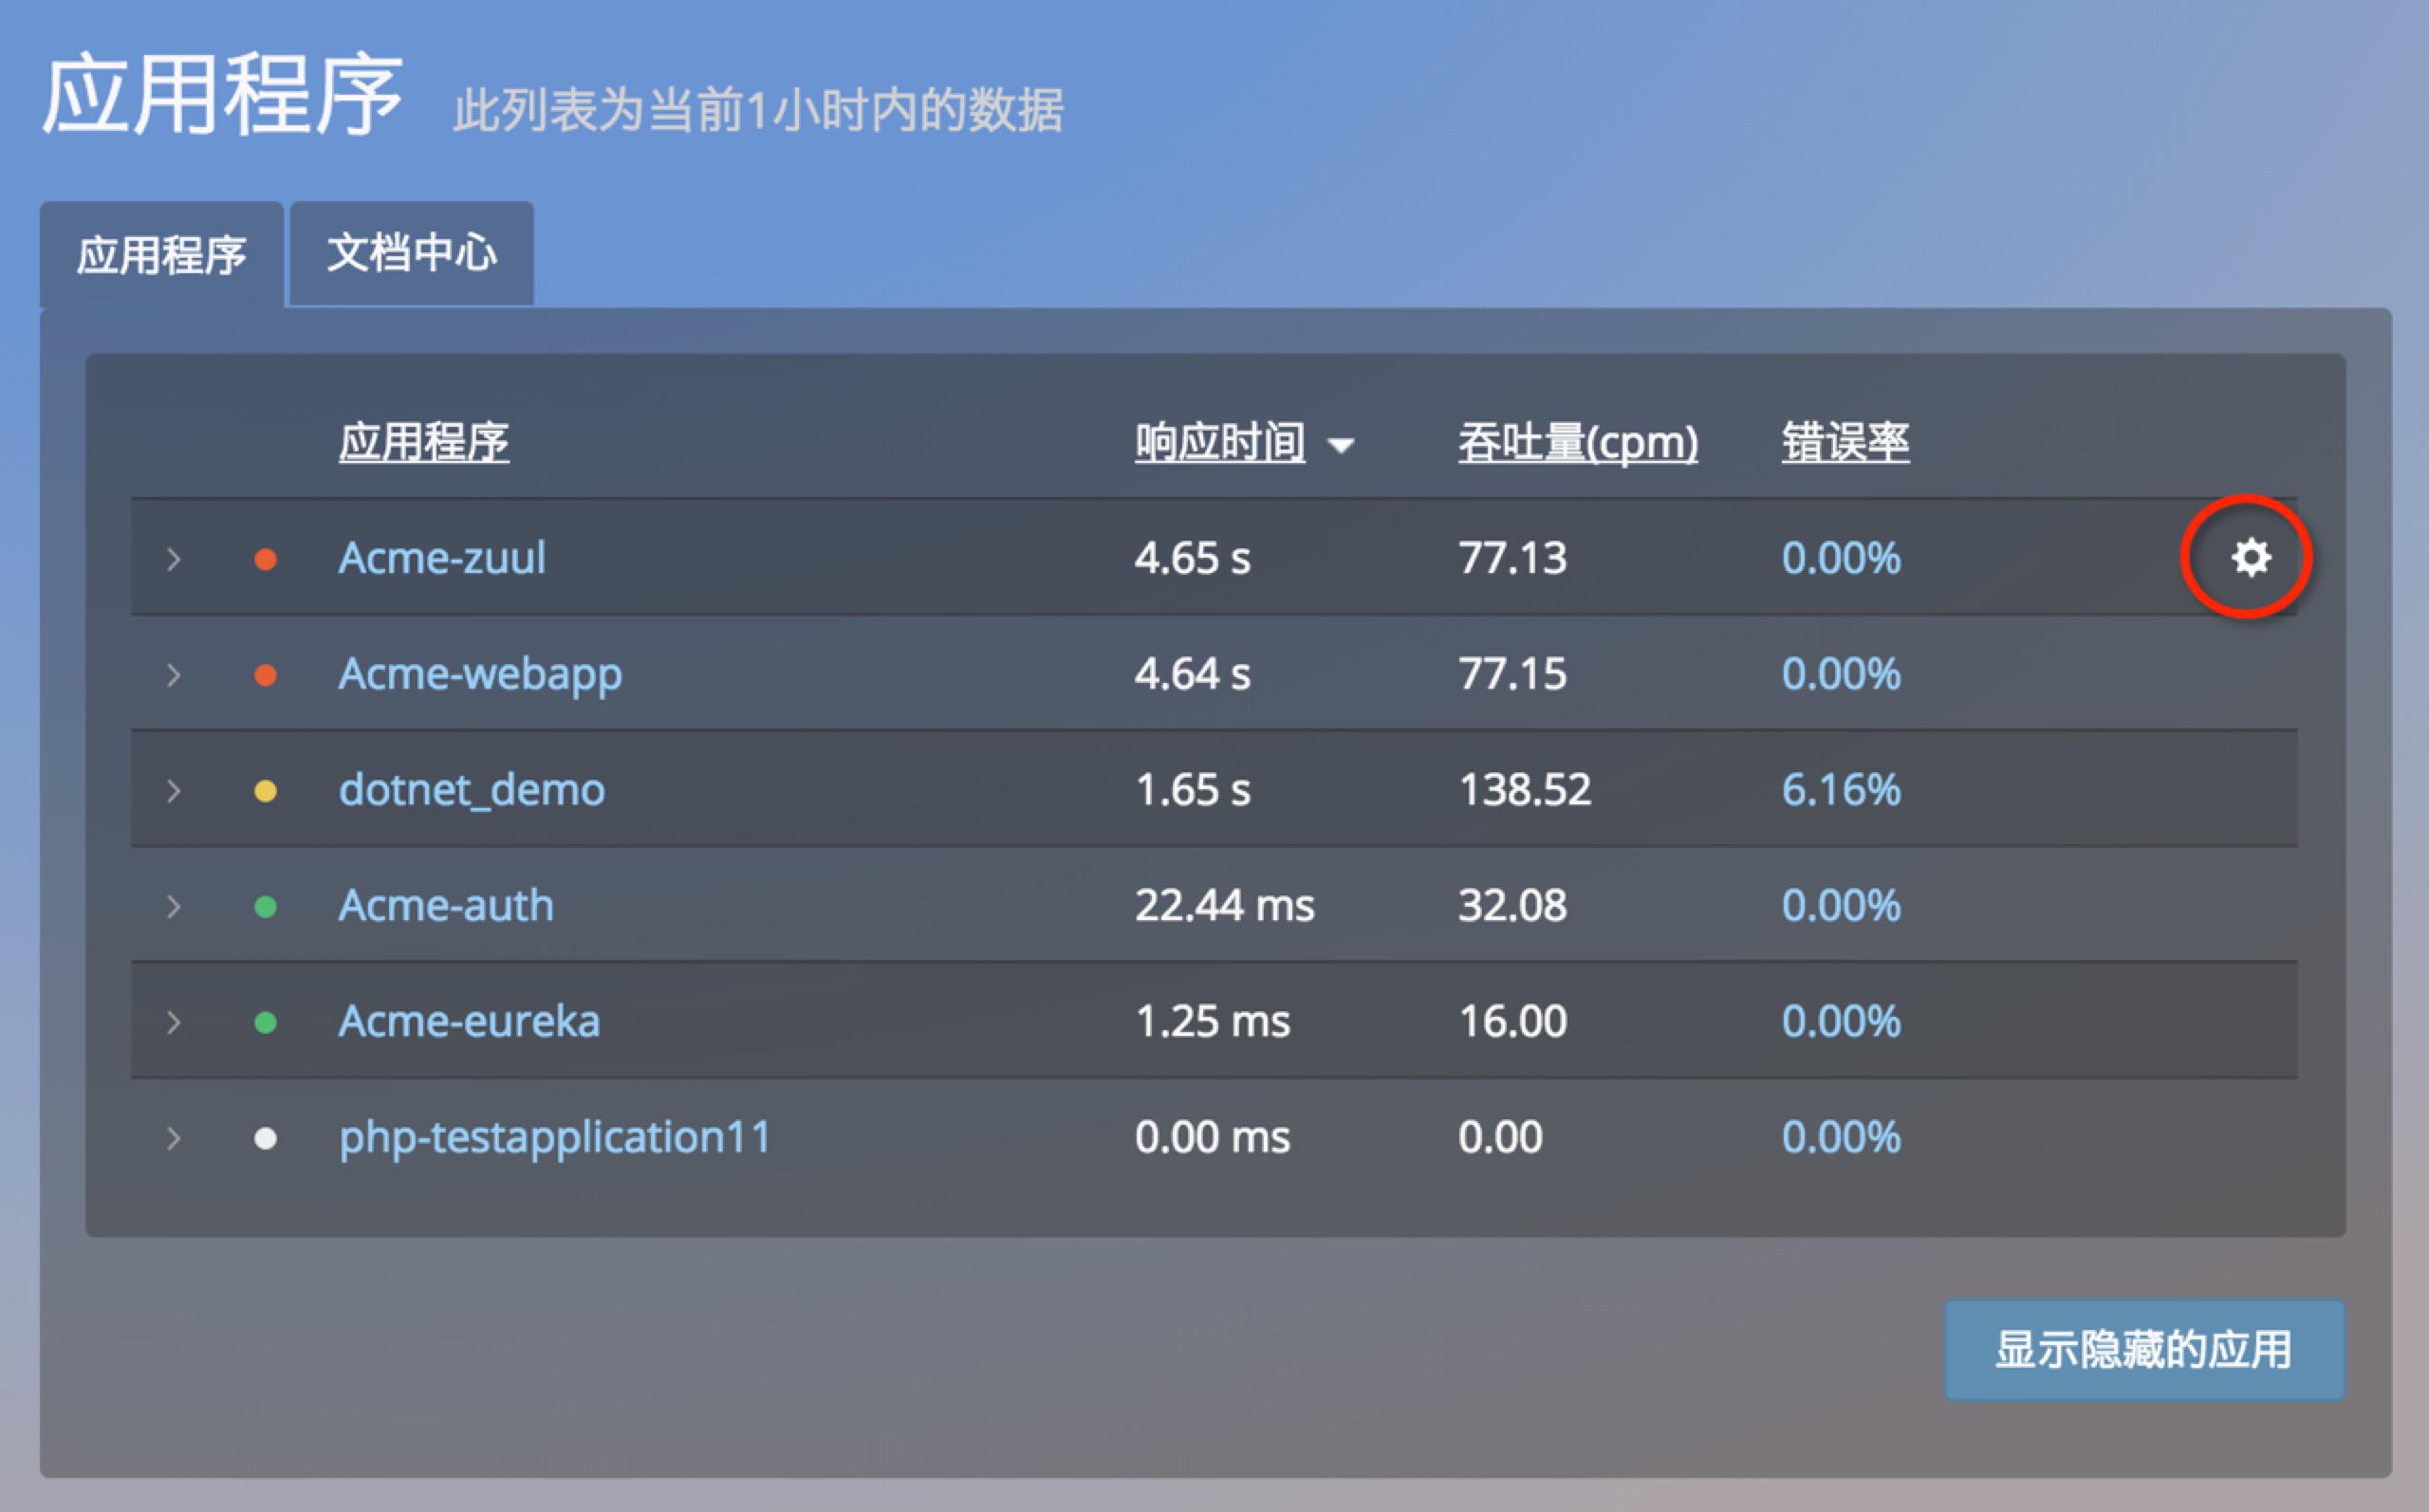 应用程序 此列表为当前1小时内的数据
应用程序 文档中心
应用程序 响应时间 吞吐量(cpm) 错误率
Acme-zuul 4.65 s 77.13 0.00%
Acme-webapp 4.64 s 77.15 0.00%
dotnet_demo 1.65 s 138.52 6.16%
Acme-auth 22.44 ms 32.08 0.00%
Acme-eureka 1.25 ms 16.00 0.00%
php-testapplication11 0.00 ms 0.00 0.00%
显示隐藏的应用